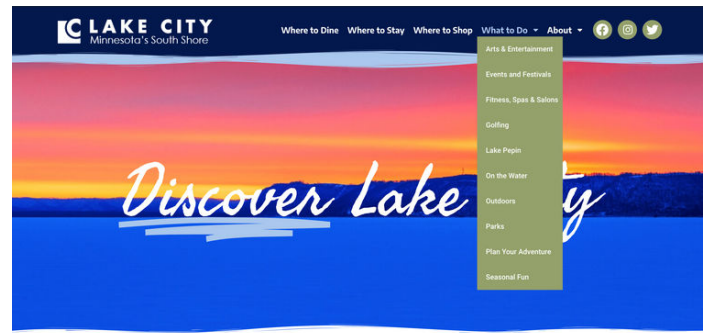 LAKE CITY
Minnesota's South Shore
Where to Dine Where to Stay Where to Shop What to Do About
Arts & Entertainment
Events and Festivals
Fitness, Spas & Salons
Golfing
Lake Pepin
On the Water
Outdoors
Parks
Plan Your Adventure
Seasonal Fun
Discover Lake ty